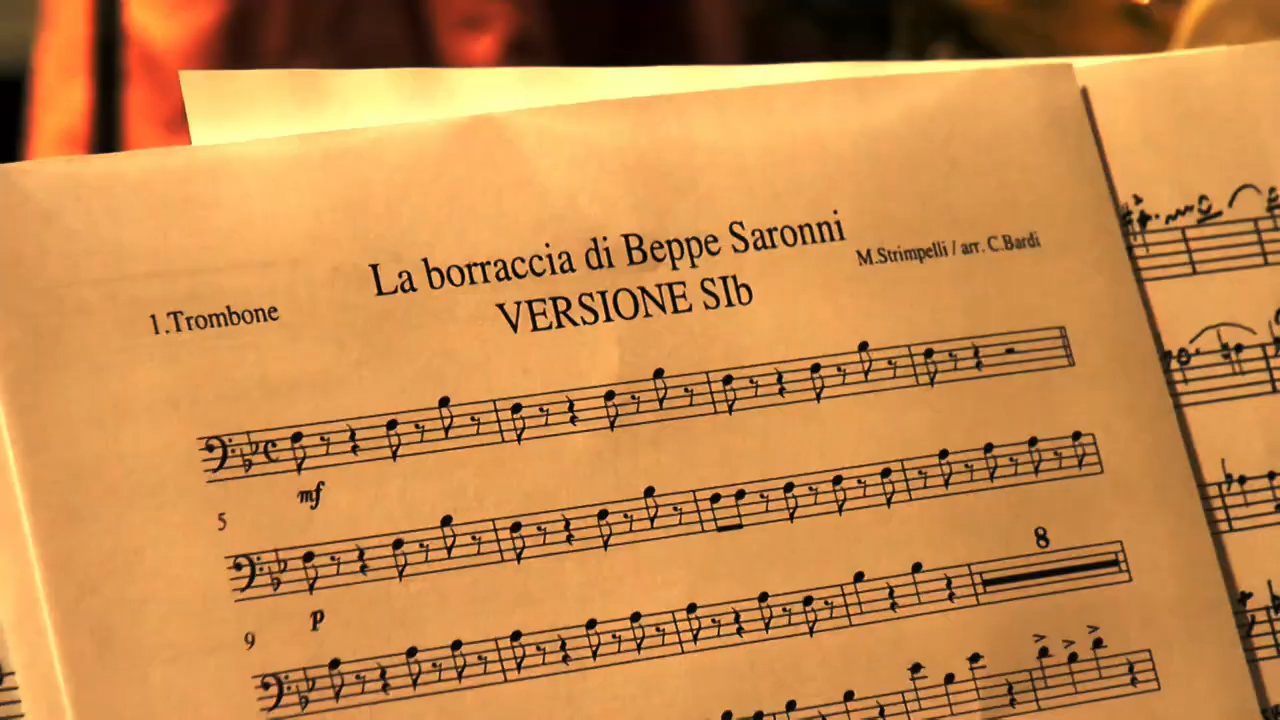 La borraccia di Beppe Saronni
VERSIONE SIb
M.Strimpelli / arr. C.Bardi
1.Trombone
mf
5
p
9
8